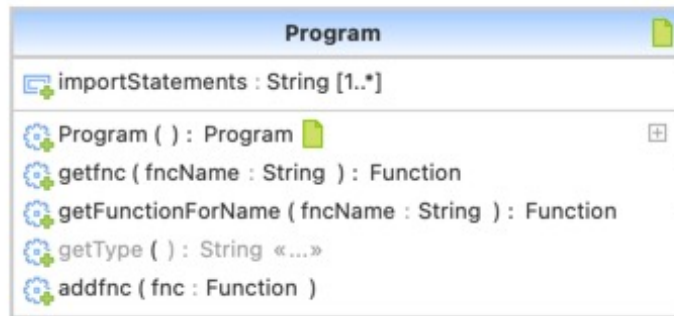 Program
importStatements : String [1..*]
Program ( ) : Program
getfnc ( fncName : String ) : Function
getFunctionForName ( fncName : String ) : Function
getType ( ) : String «...»
addfnc ( fnc : Function )